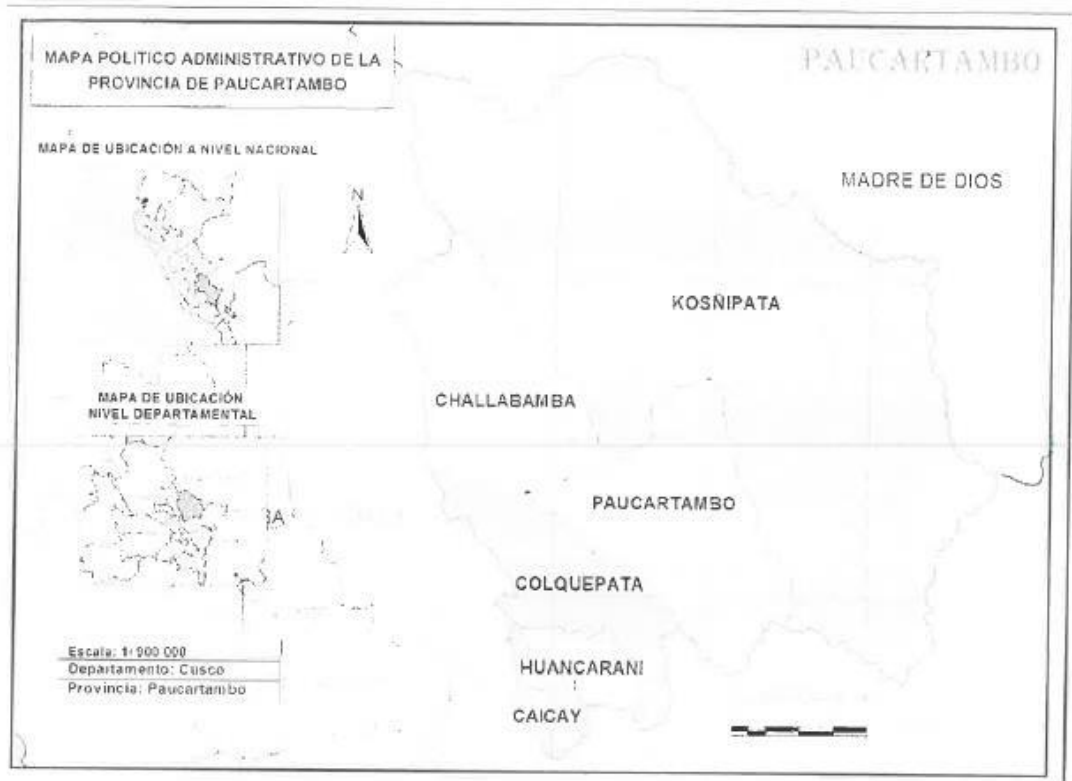 MAPA POLITICO ADMINISTRATIVO DE LA
PROVINCIA DE PAUCARTAMBO
PAUCARTAMBO
MAPA DE UBICACIÓN A NIVEL NACIONAL
N
MADRE DE DIOS
KOSÑIPATA
MAPA DE UBICACIÓN
NIVEL DEPARTAMENTAL
CHALLABAMBA
PAUCARTAMBO
BA
COLQUEPATA
HUANCARANI
CAICAY
Escala: 1: 900 000
Departamento: Cusco
Provincia: Paucartambo